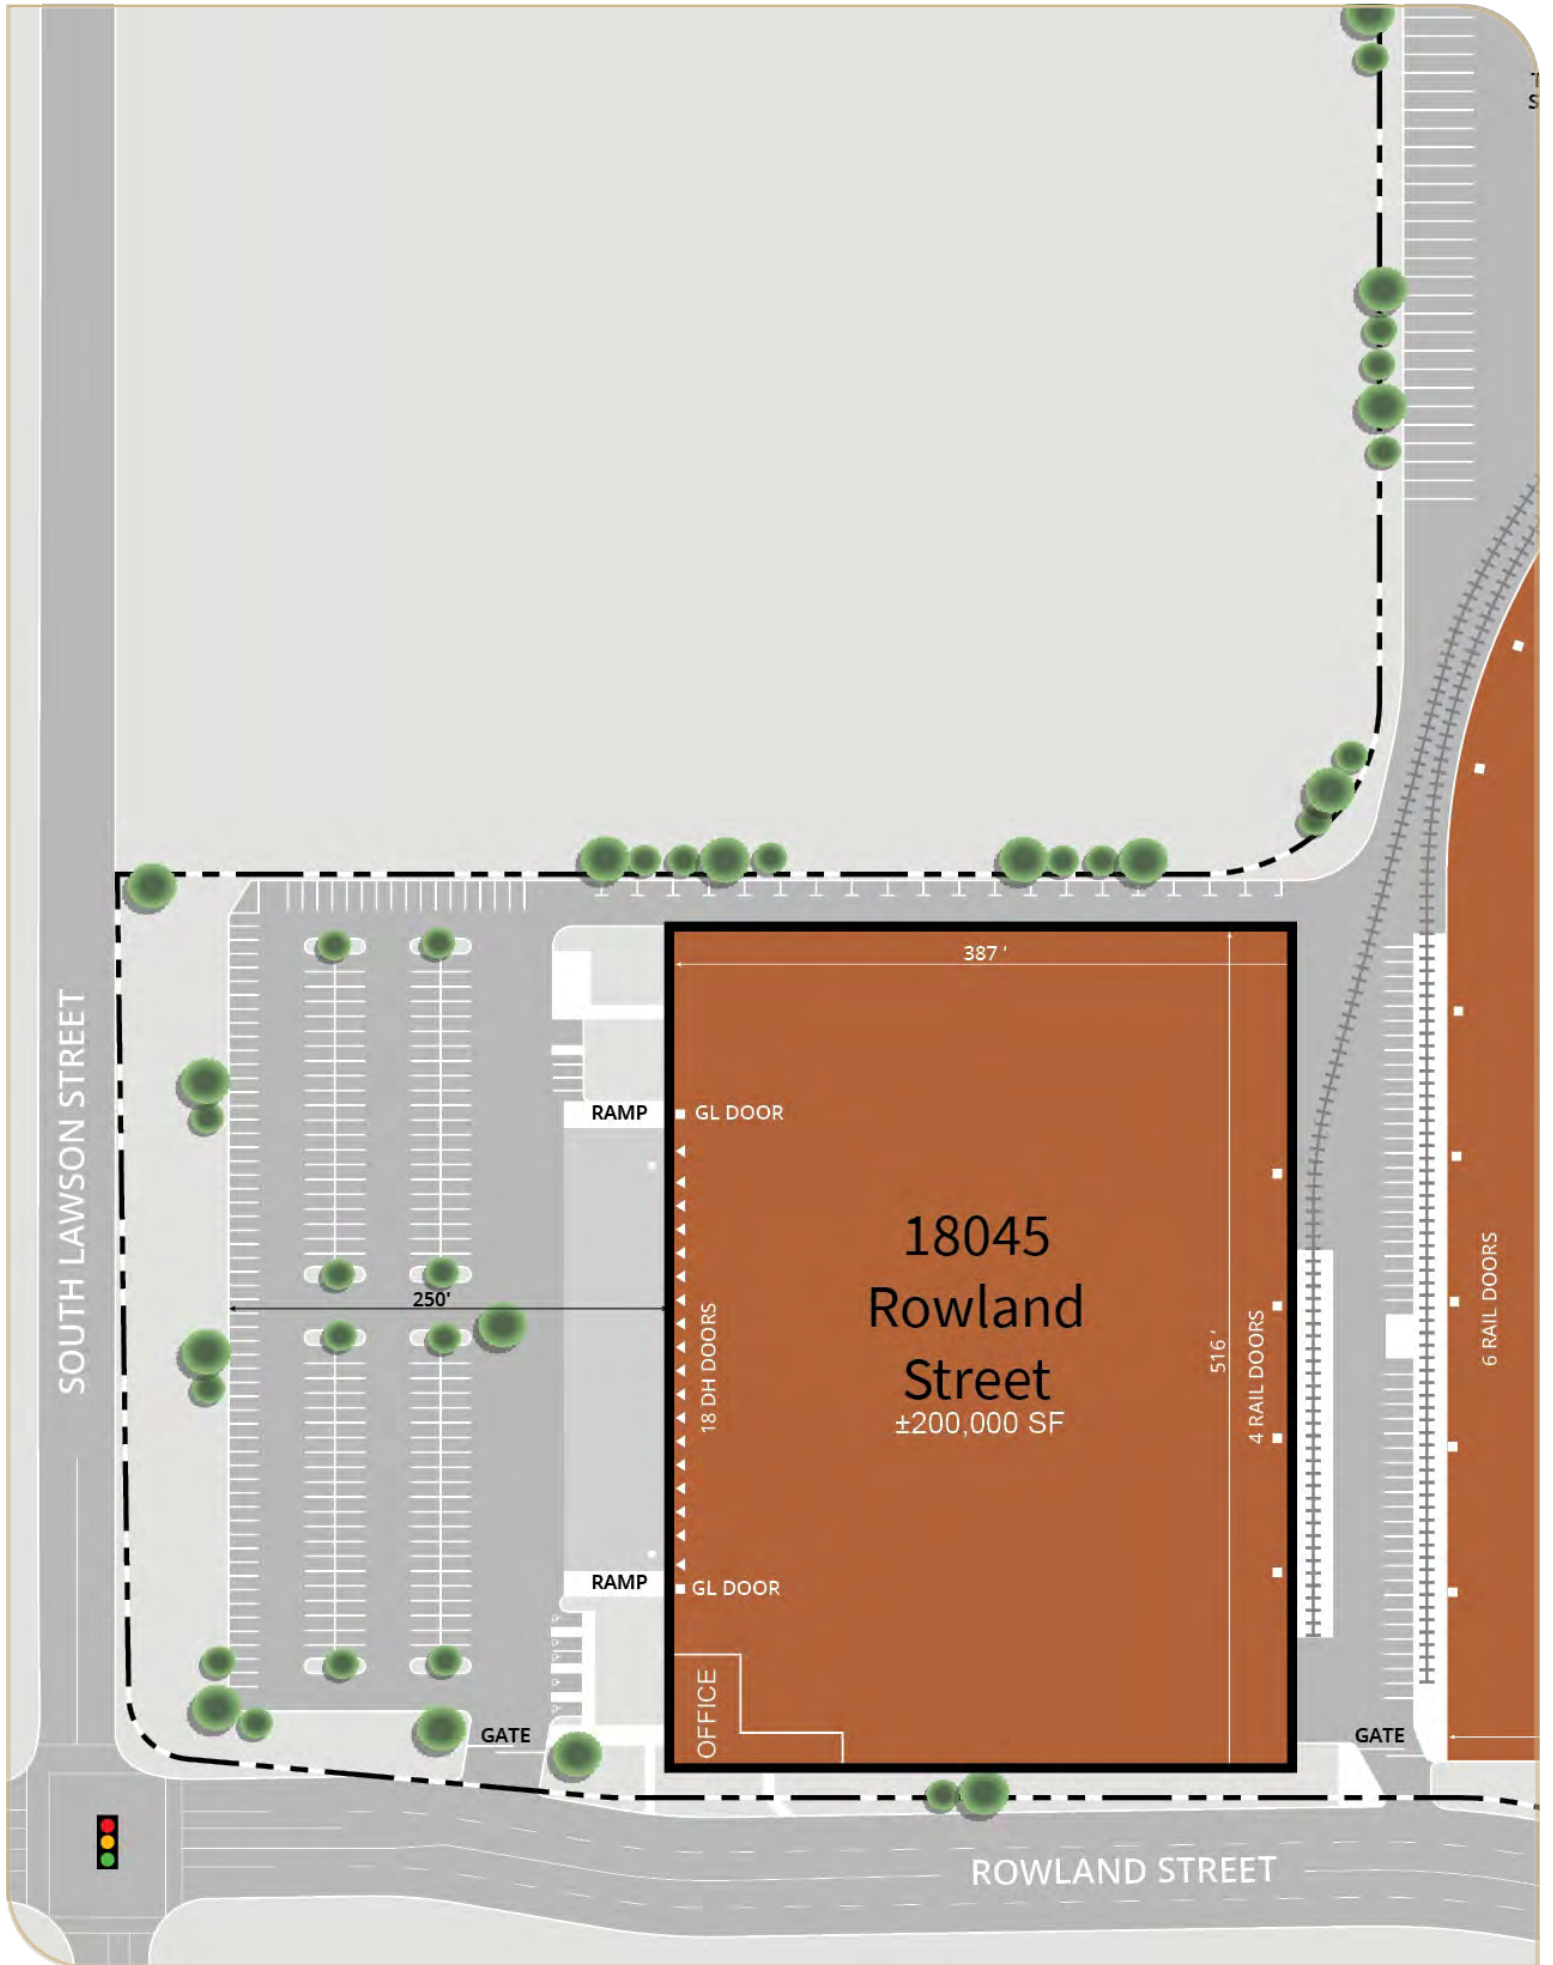 T
S
387 '
SOUTH LAWSON STREET
RAMP
GL DOOR
18045
Rowland
Street
±200,000 SF
250'
18 DH DOORS
516 '
4 RAIL DOORS
6 RAIL DOORS
RAMP
GL DOOR
OFFICE
GATE
GATE
ROWLAND STREET